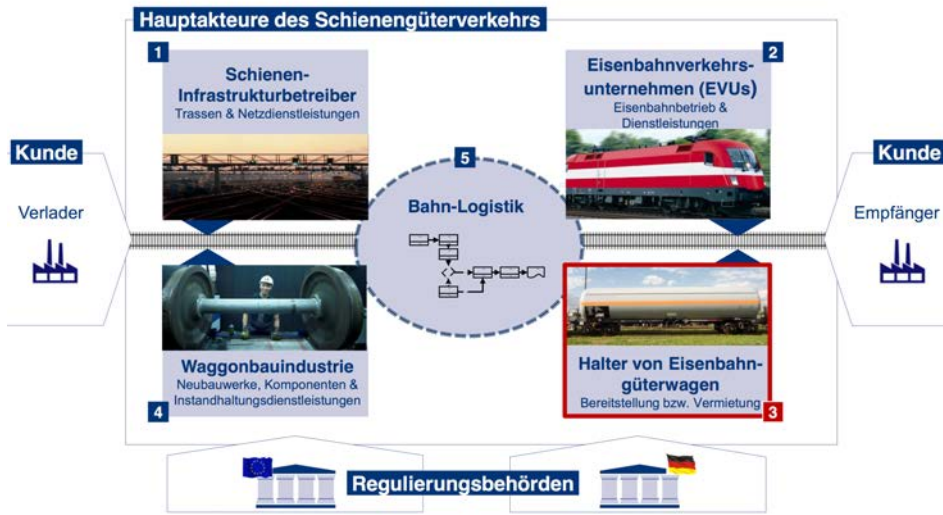 Hauptakteure des Schienengüterverkehrs
1
Schienen-
Infrastrukturbetreiber
Trassen & Netzdienstleistungen
2
Eisenbahnverkehrs-
unternehmen (EVUs)
Eisenbahnbetrieb &
Dienstleistungen
Kunde
Verlader
5
Bahn-Logistik
Kunde
Empfänger
Waggonbauindustrie
Neubauwerke, Komponenten &
Instandhaltungsdienstleistungen
4
Halter von Eisenbahn-
güterwagen
Bereitstellung bzw. Vermietung
3
Regulierungsbehörden